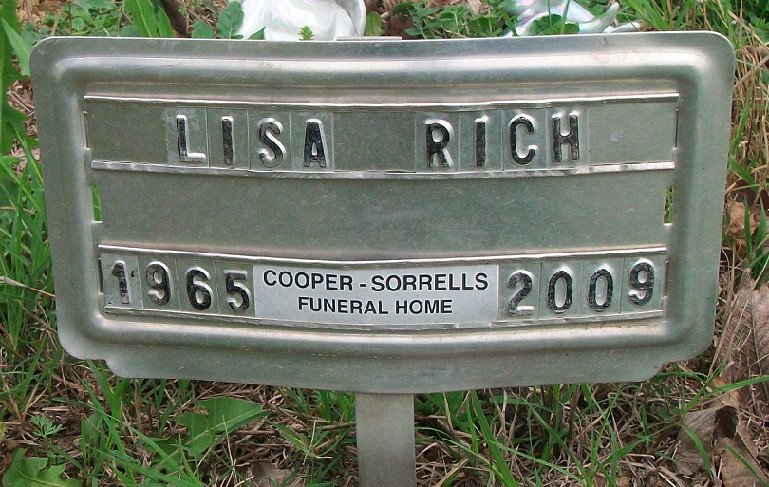 LISA RICH
1965 COOPER - SORRELLS 2009
FUNERAL HOME